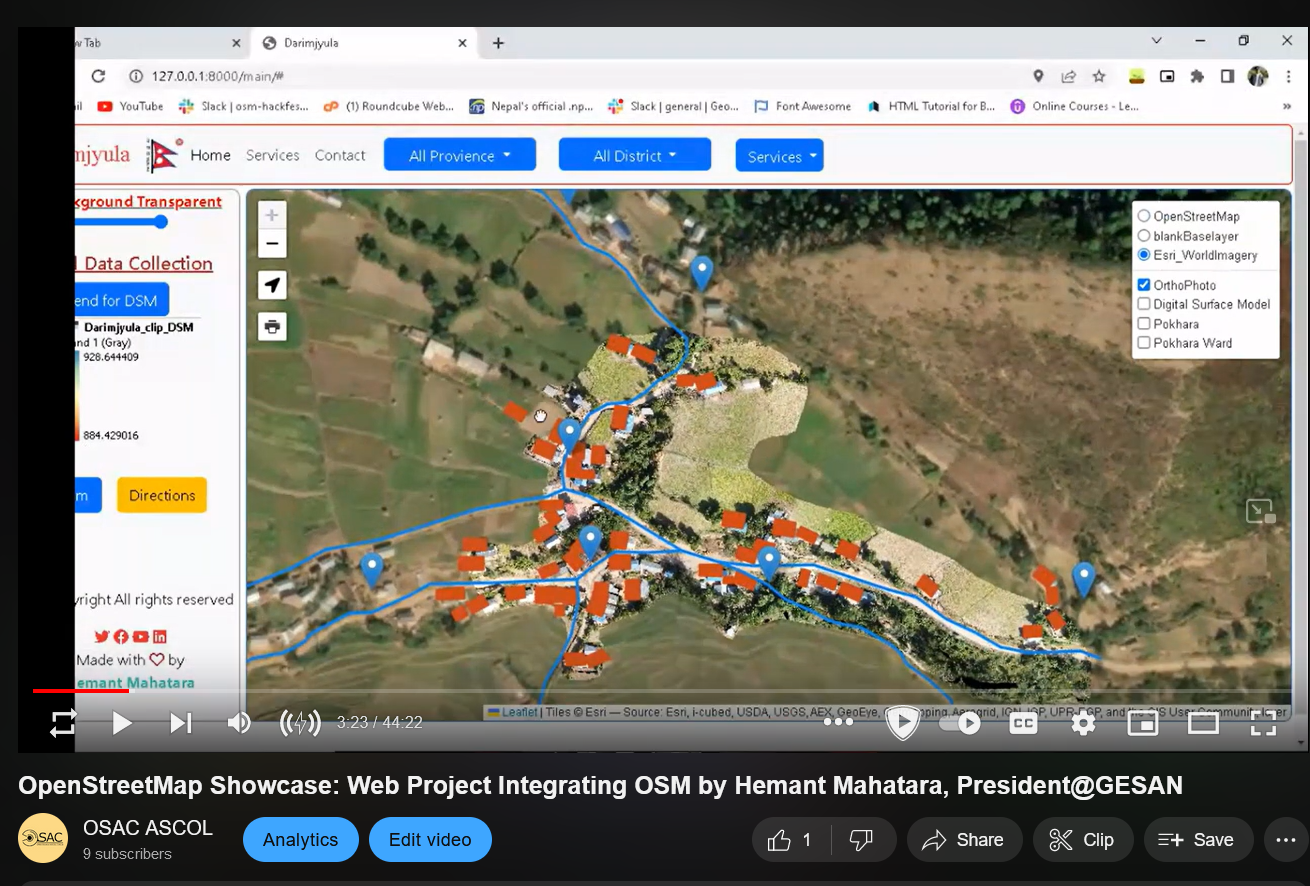 w Tab
Darimjyula
127.0.0.1:8000/main/#
il YouTube Slack | osm-hackfes... (1) Roundcube Web... Nepal's official .np... Slack | general | Geo... Font Awesome HTML Tutorial for B... Online Courses - Le... »
mjyula Home Services Contact All Provience All District Services
kground Transparent
l Data Collection
end for DSM
Darimjyula_clip_DSM
nd 1 (Gray)
928.644409
884.429016
m Directions
yright All rights reserved
Made with by
emant Mahatara
+
−
OpenStreetMap
blankBaselayer
Esri_WorldImagery
OrthoPhoto
Digital Surface Model
Pokhara
Pokhara Ward
Leaflet | Tiles © Esri — Source: Esri, i-cubed, USDA, USGS, AEX, GeoEye, Aerogrid, IGN, IGP, UPR-EGP, and the GIS User Community
3:23 / 44:22
CC
OpenStreetMap Showcase: Web Project Integrating OSM by Hemant Mahatara, President@GESAN
OSAC
OSAC ASCOL
9 subscribers
Analytics Edit video 1 Share Clip Save